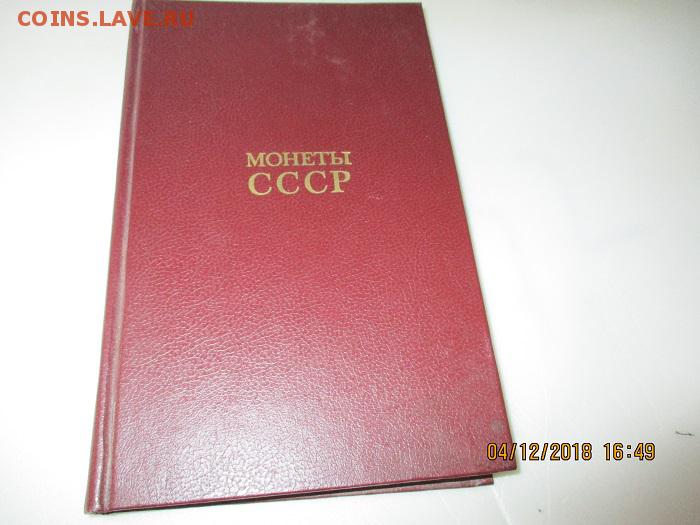 COINS.LAVE.RU
МОНЕТЫ
СССР
04/12/2018 16:49